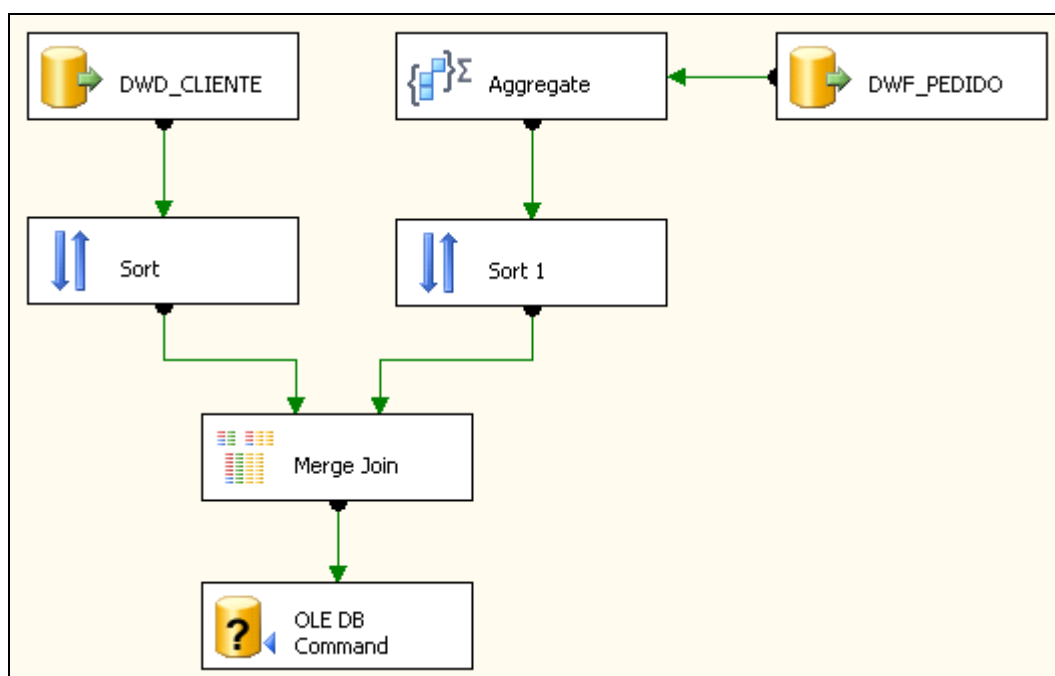 DWD_CLIENTE
Aggregate
DWF_PEDIDO
Sort
Sort 1
Merge Join
OLE DB
Command